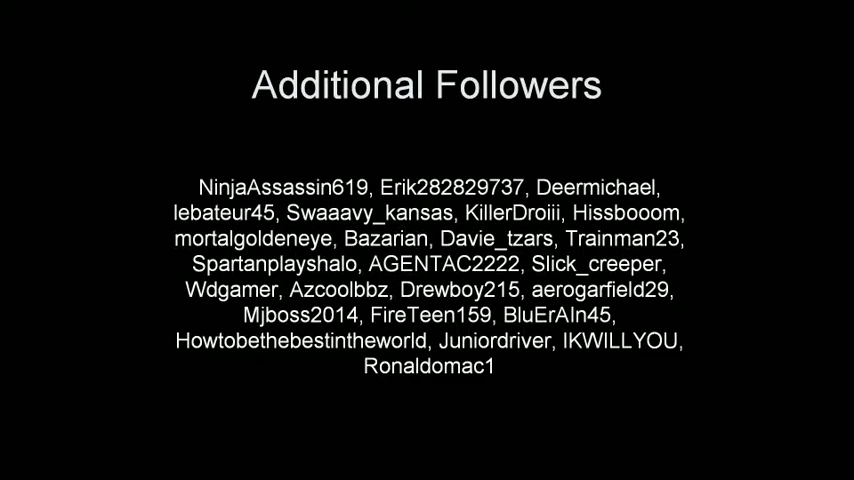 Additional Followers
NinjaAssassin619, Erik282829737, Deermichael,
lebateur45, Swaaavy_kansas, KillerDroiii, Hissbooom,
mortalgoldeneye, Bazarian, Davie_tzars, Trainman23,
Spartanplayshalo, AGENTAC2222, Slick_creeper,
Wdgamer, Azcoolbbz, Drewboy215, aerogarfield29,
Mjboss2014, FireTeen159, BluErAIn45,
Howtobethebestintheworld, Juniordriver, IKWILLYOU,
Ronaldomac1